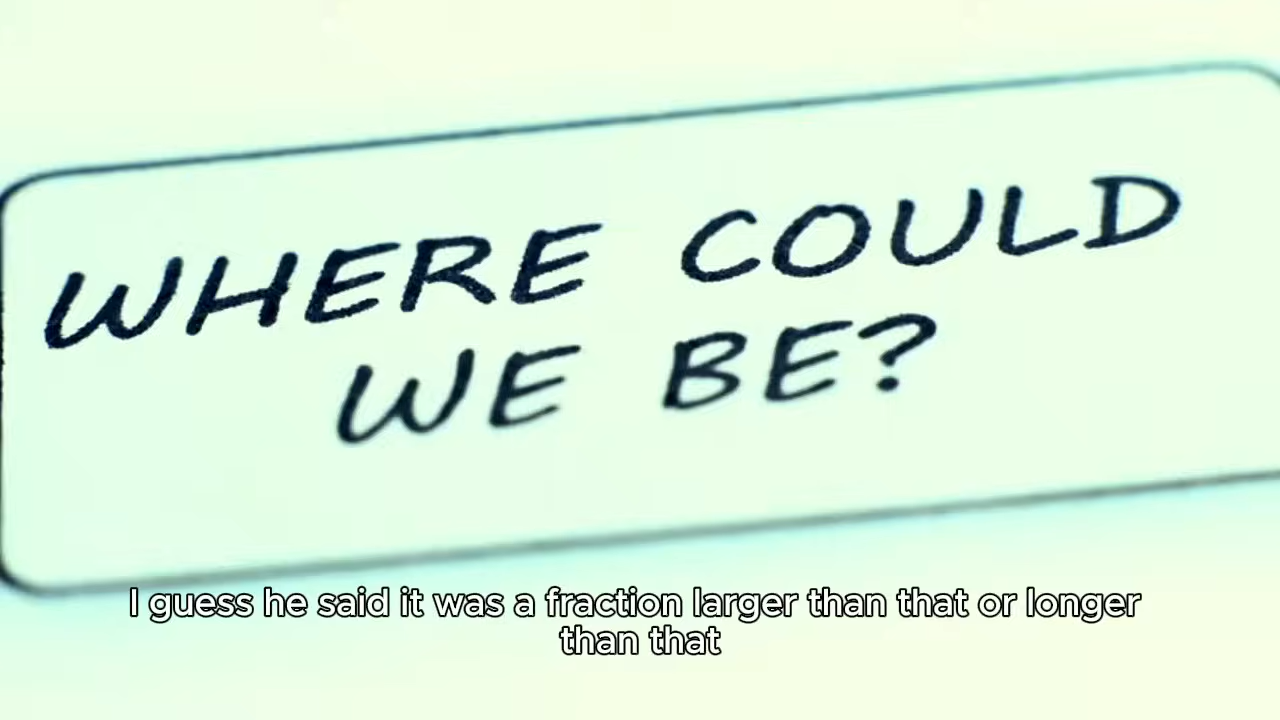 WHERE COULD
WE BE?
I guess he said it was a fraction larger than that or longer
than that